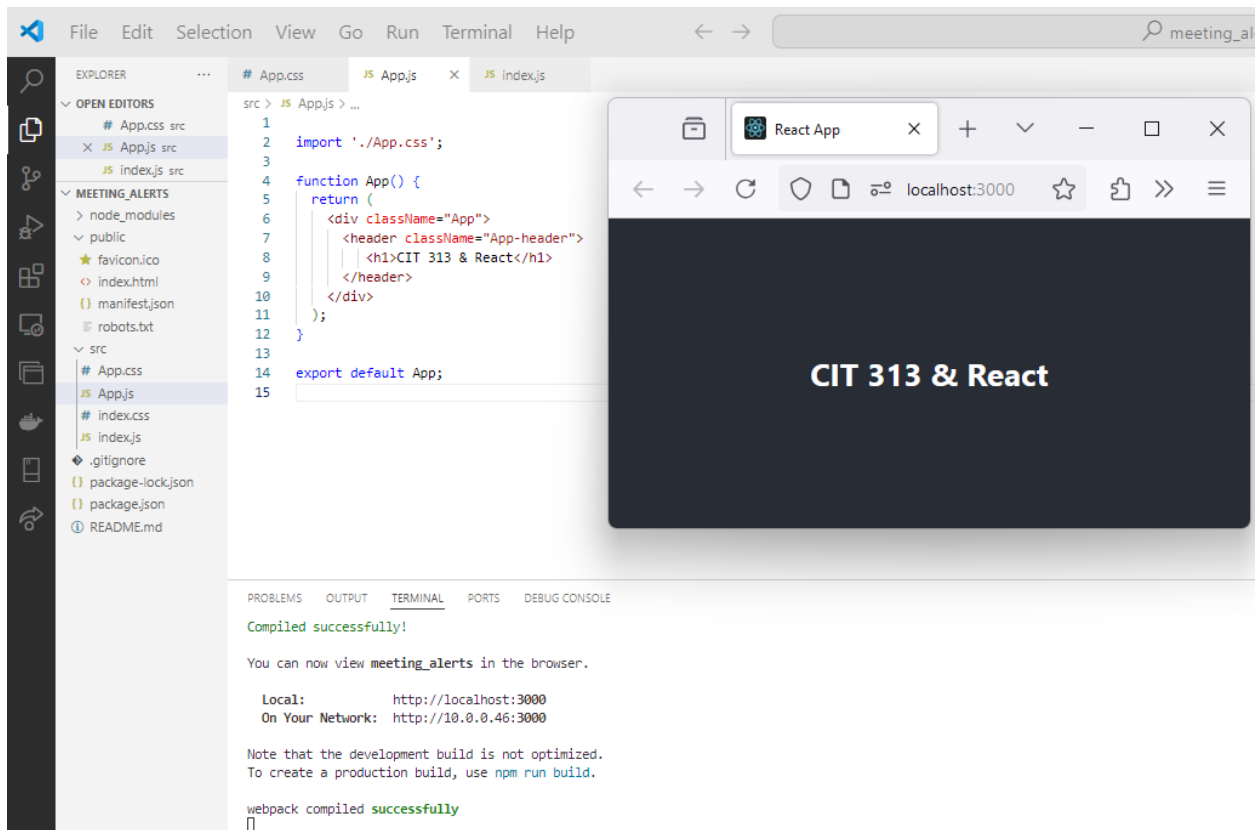 File Edit Selection View Go Run Terminal Help
meeting_al
EXPLORER ...
OPEN EDITORS
# App.css src
JS App.js src
JS index.js src
MEETING_ALERTS
node_modules
public
favicon.ico
<> index.html
{} manifest.json
robots.txt
src
# App.css
JS App.js
# index.css
JS index.js
.gitignore
{} package-lock.json
{} package.json
README.md
# App.css JS App.js JS index.js
src > JS App.js > ...
1
2 import './App.css';
3
4 function App() {
5 return (
6 <div className="App">
7 <header className="App-header">
8 <h1>CIT 313 & React</h1>
9 </header>
10 </div>
11 );
12 }
13
14 export default App;
15
React App
localhost:3000
CIT 313 & React
PROBLEMS OUTPUT TERMINAL PORTS DEBUG CONSOLE
Compiled successfully!
You can now view meeting_alerts in the browser.
Local: http://localhost:3000
On Your Network: http://10.0.0.46:3000
Note that the development build is not optimized.
To create a production build, use npm run build.
webpack compiled successfully